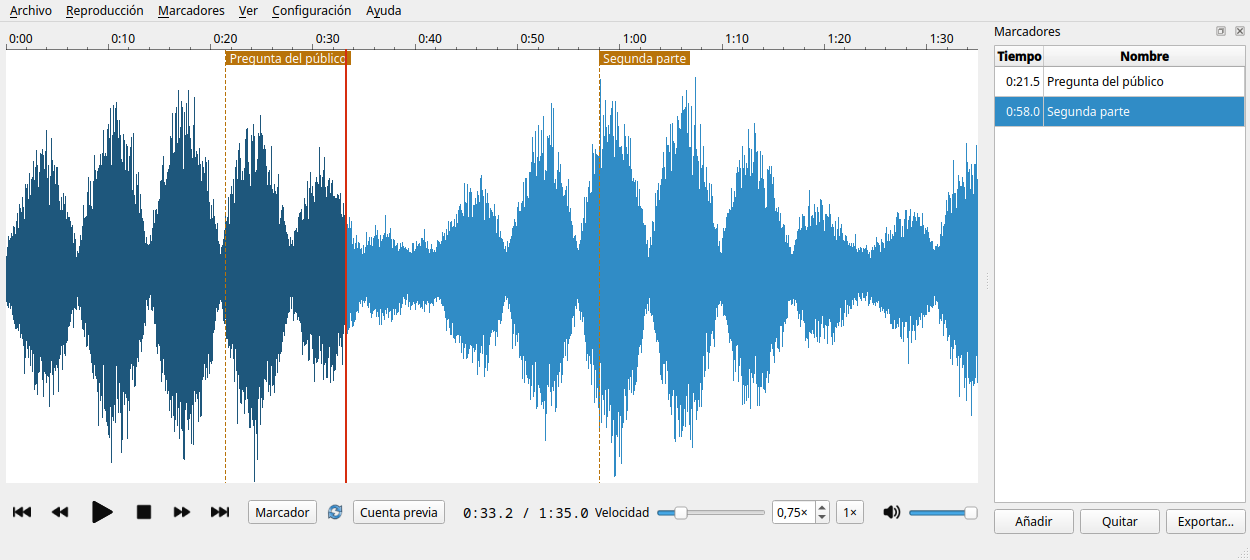 Archivo Reproducción Marcadores Ver Configuración Ayuda
0:00 0:10 0:20 0:30 0:40 0:50 1:00 1:10 1:20 1:30
Pregunta del público Segunda parte
Marcadores
Tiempo Nombre
0:21.5 Pregunta del público
0:58.0 Segunda parte
Marcador Cuenta previa 0:33.2 / 1:35.0 Velocidad 0,75× 1×
Añadir Quitar Exportar...